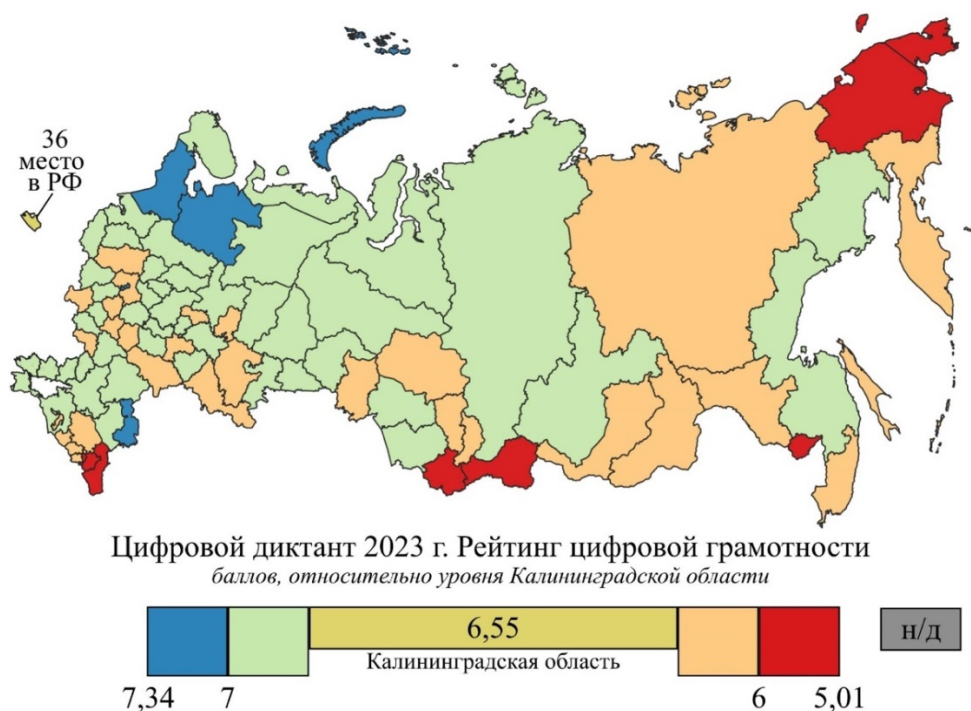 36
место
в РФ
Цифровой диктант 2023 г. Рейтинг цифровой грамотности
баллов, относительно уровня Калининградской области
6,55
н/д
Калининградская область
7,34 7 6 5,01